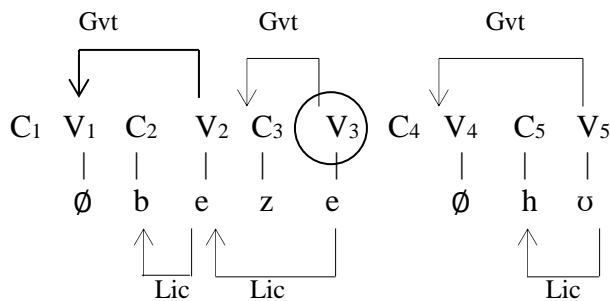 Gvt Gvt Gvt
C1 V1 C2 V2 C3 V3 C4 V4 C5 V5
∅ b e z e ∅ h ʊ
Lic Lic Lic